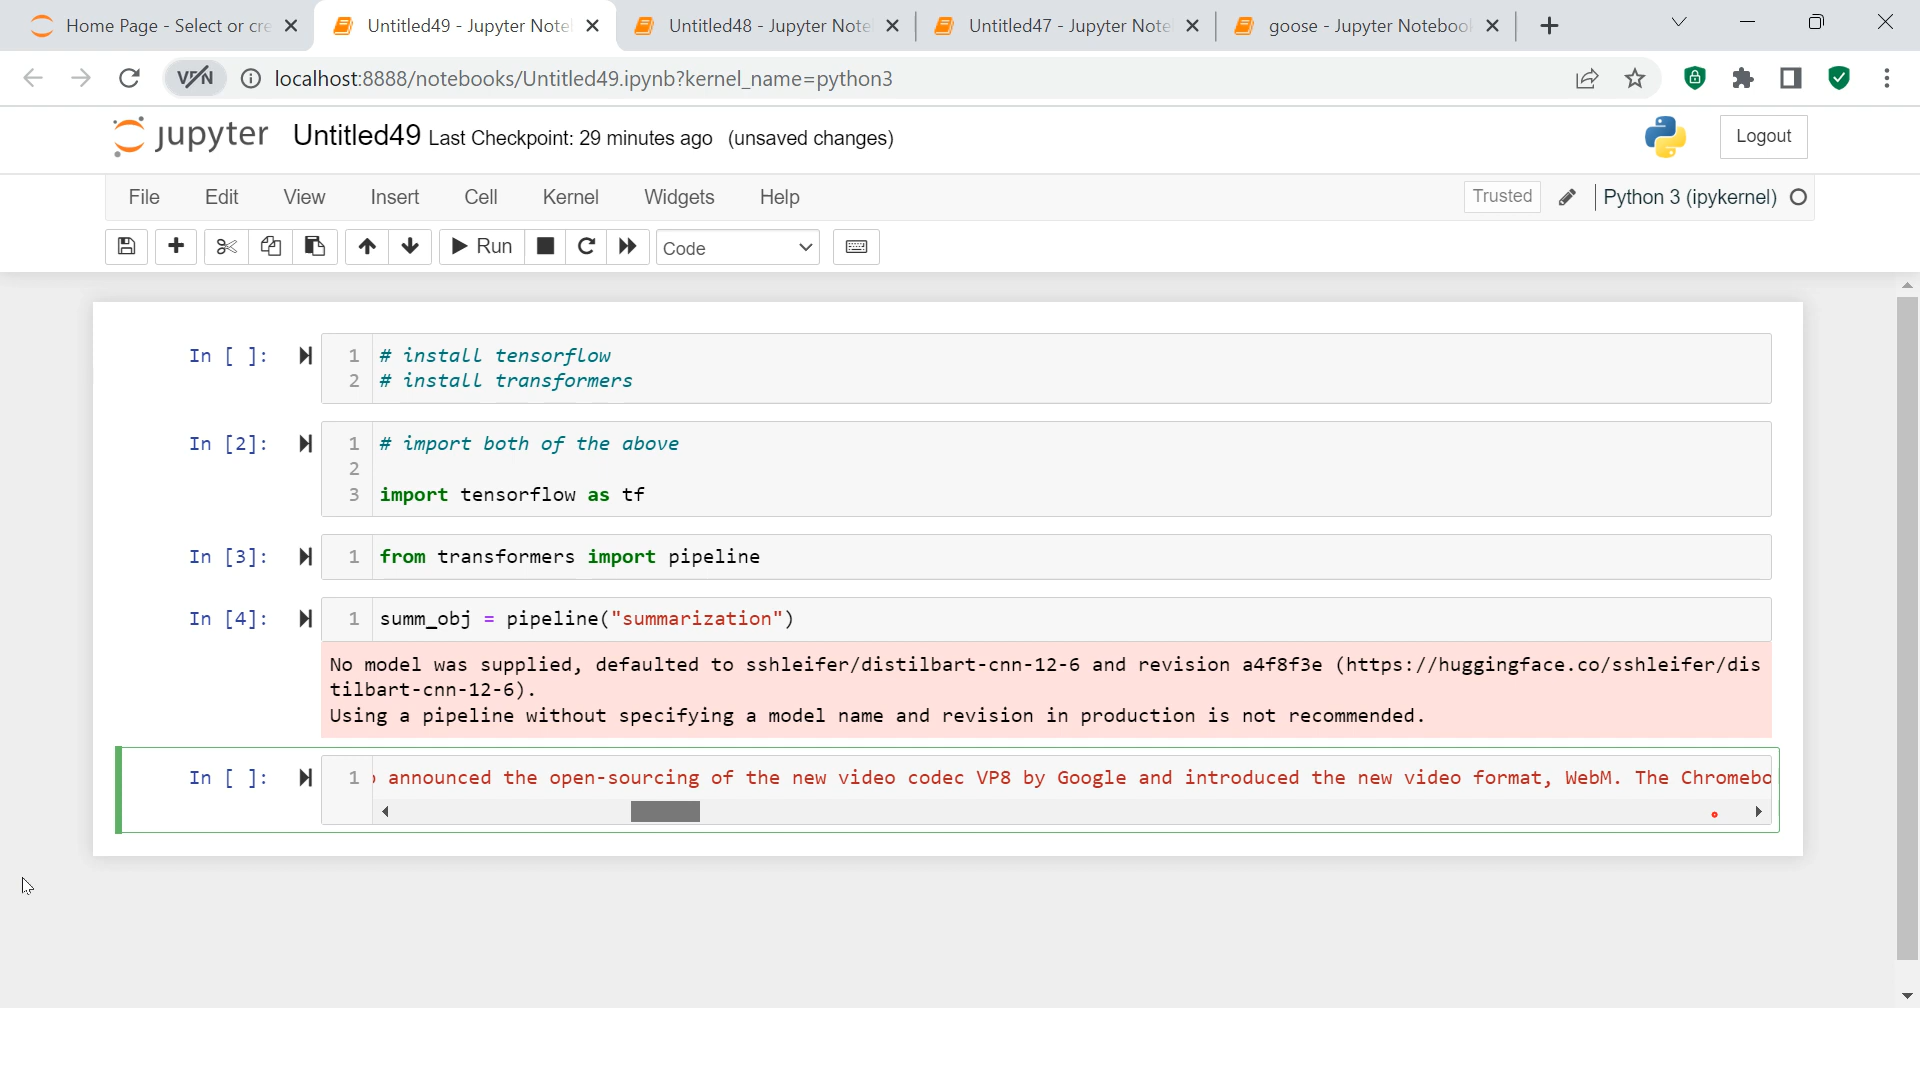 Home Page - Select or cre
Untitled49 - Jupyter Note
Untitled48 - Jupyter Note
Untitled47 - Jupyter Note
goose - Jupyter Notebook
VPN localhost:8888/notebooks/Untitled49.ipynb?kernel_name=python3
jupyter Untitled49 Last Checkpoint: 29 minutes ago (unsaved changes)
Logout
File Edit View Insert Cell Kernel Widgets Help
Trusted Python 3 (ipykernel)
Run Code
In [ ]: 1 # install tensorflow
2 # install transformers
In [2]: 1 # import both of the above
2
3 import tensorflow as tf
In [3]: 1 from transformers import pipeline
In [4]: 1 summ_obj = pipeline("summarization")
No model was supplied, defaulted to sshleifer/distilbart-cnn-12-6 and revision a4f8f3e (https://huggingface.co/sshleifer/dis
tilbart-cnn-12-6).
Using a pipeline without specifying a model name and revision in production is not recommended.
In [ ]: 1 announced the open-sourcing of the new video codec VP8 by Google and introduced the new video format, WebM. The Chromebo